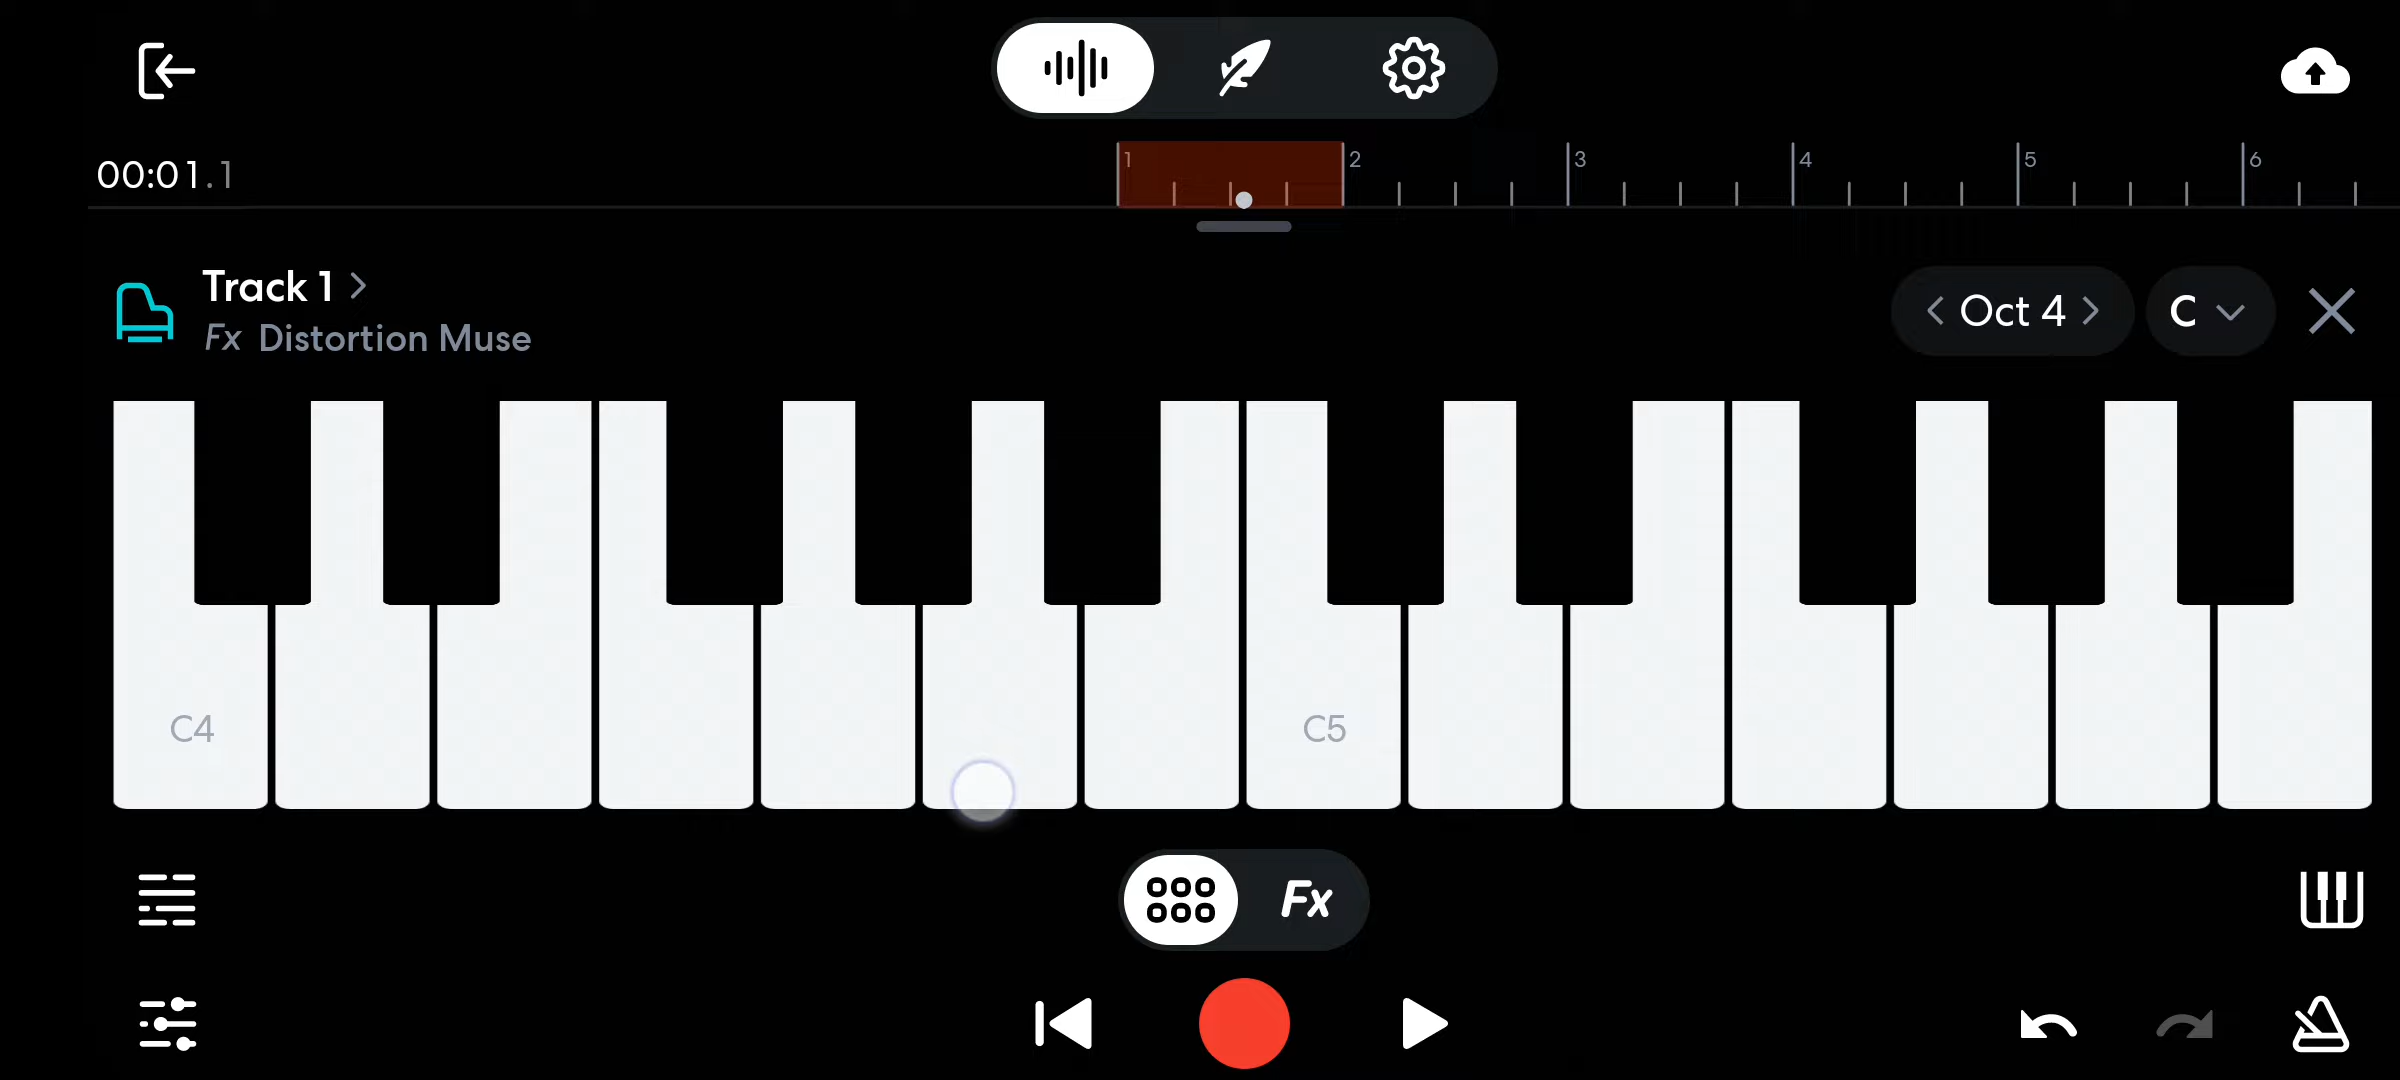 00:01.1
1 2 3 4 5 6
Track 1
Fx Distortion Muse
Oct 4
C
C4
C5
Fx